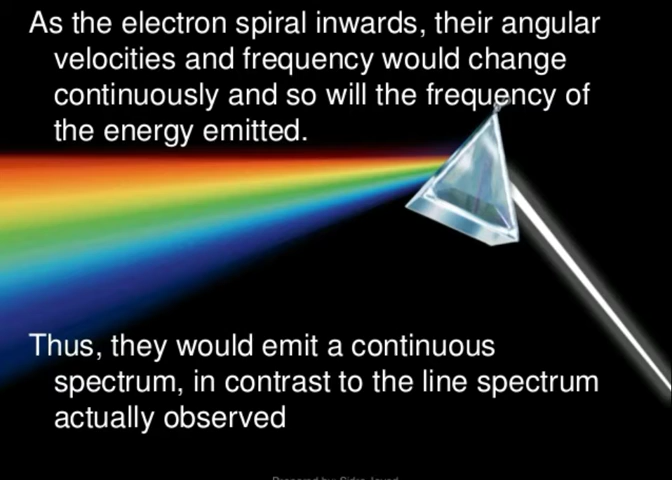 As the electron spiral inwards, their angular
velocities and frequency would change
continuously and so will the frequency of
the energy emitted.
Thus, they would emit a continuous
spectrum, in contrast to the line spectrum
actually observed